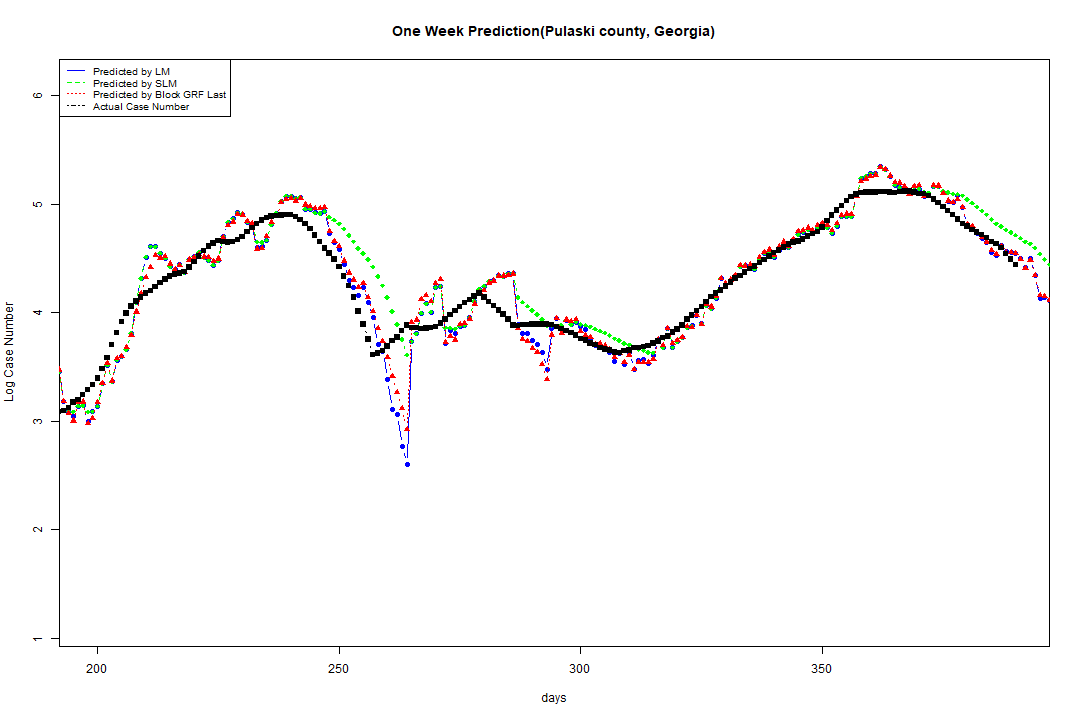 One Week Prediction(Pulaski county, Georgia)
Predicted by LM
Predicted by SLM
Predicted by Block GRF Last
Actual Case Number
6
5
4
3
2
1
Log Case Number
200 250 300 350
days